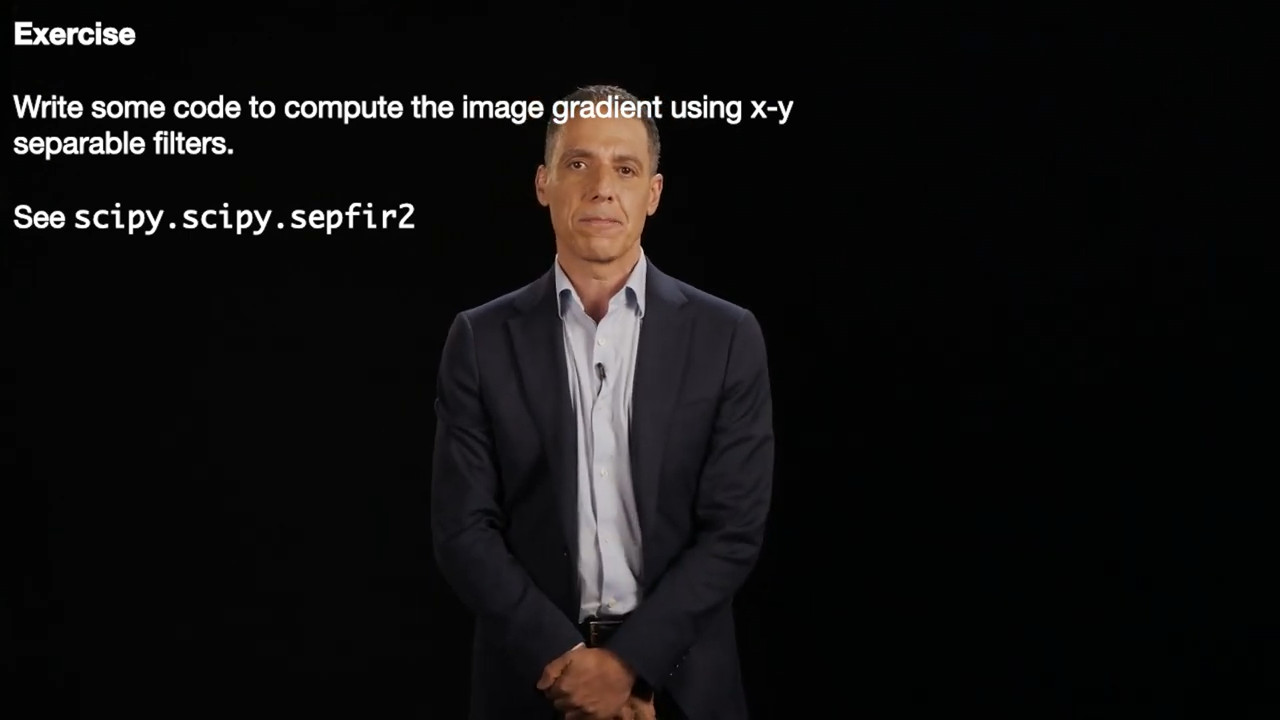 Exercise
Write some code to compute the image gradient using x-y
separable filters.
See scipy.scipy.sepfir2